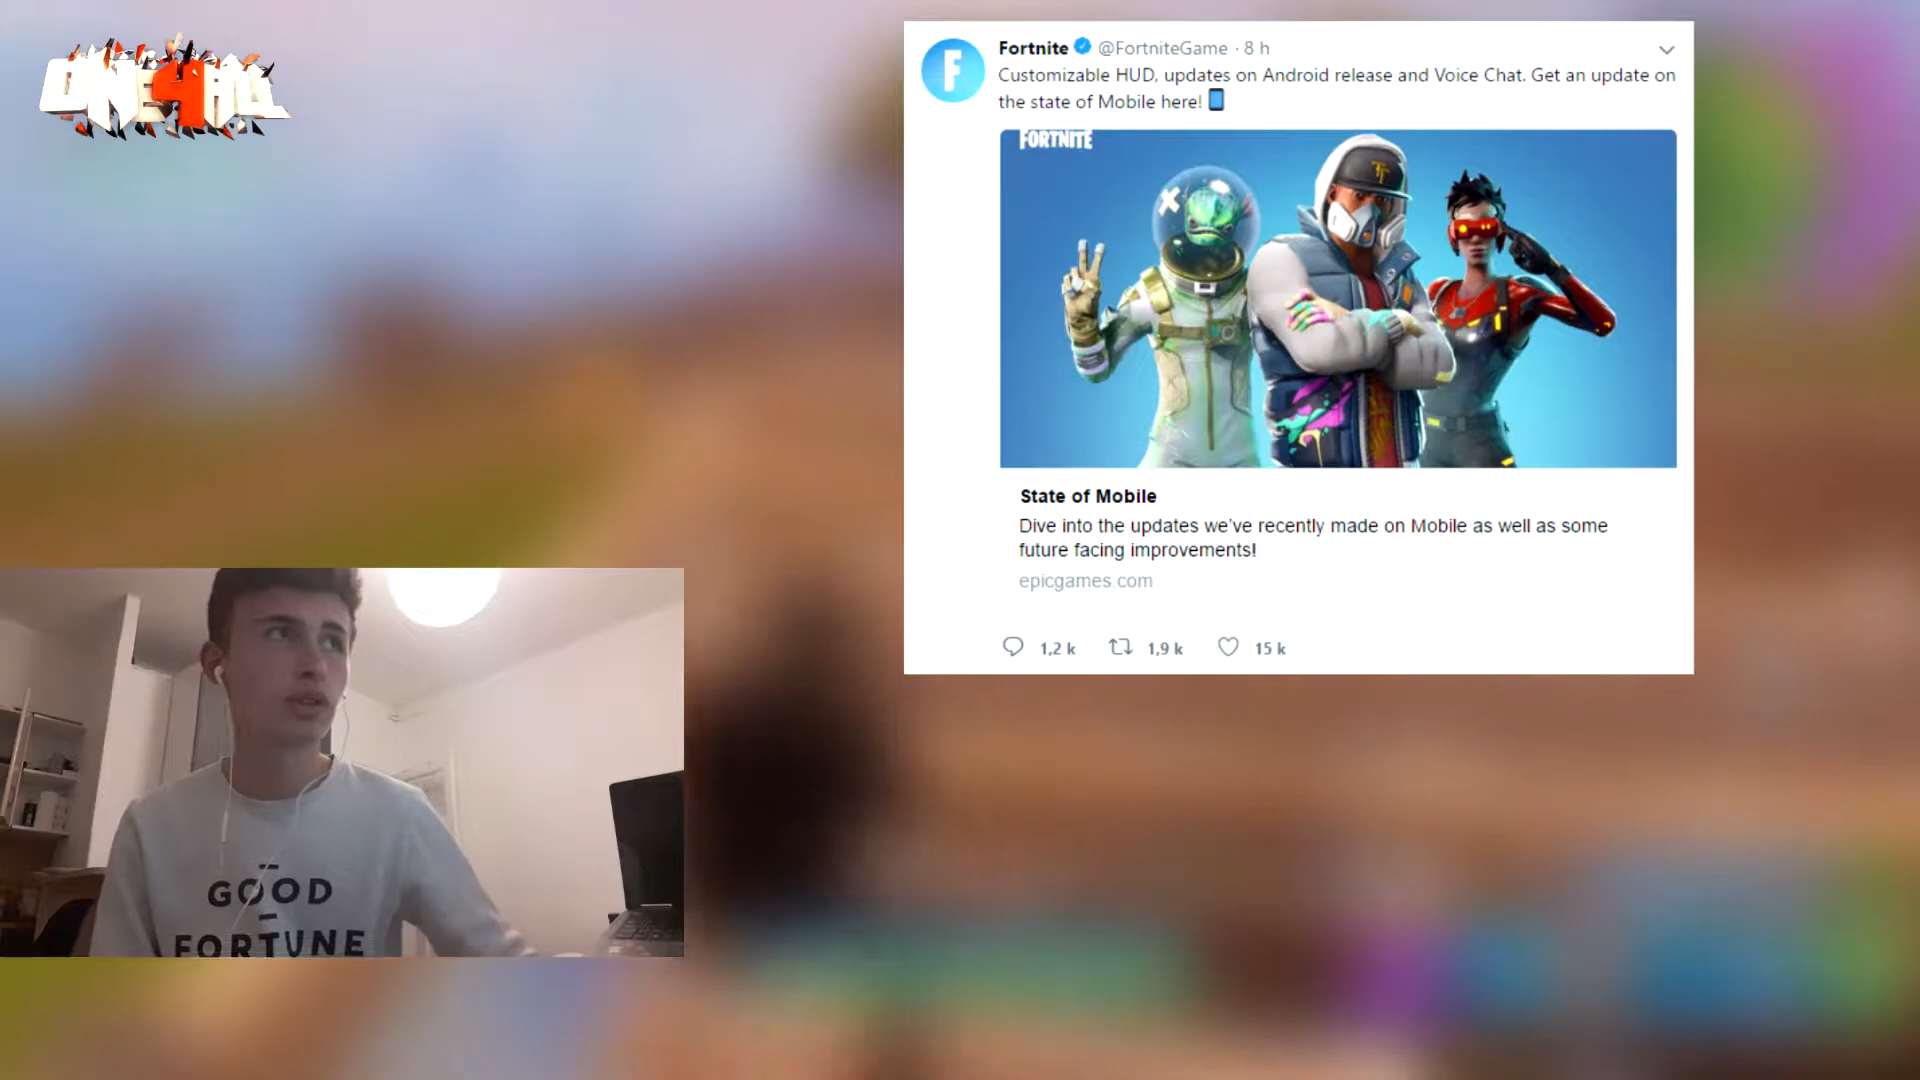 ONE4ALL
Fortnite @FortniteGame · 8 h
Customizable HUD, updates on Android release and Voice Chat. Get an update on
the state of Mobile here!
FORTNITE
State of Mobile
Dive into the updates we've recently made on Mobile as well as some
future facing improvements!
epicgames.com
1,2 k 1,9 k 15 k
GOOD
FORTUNE